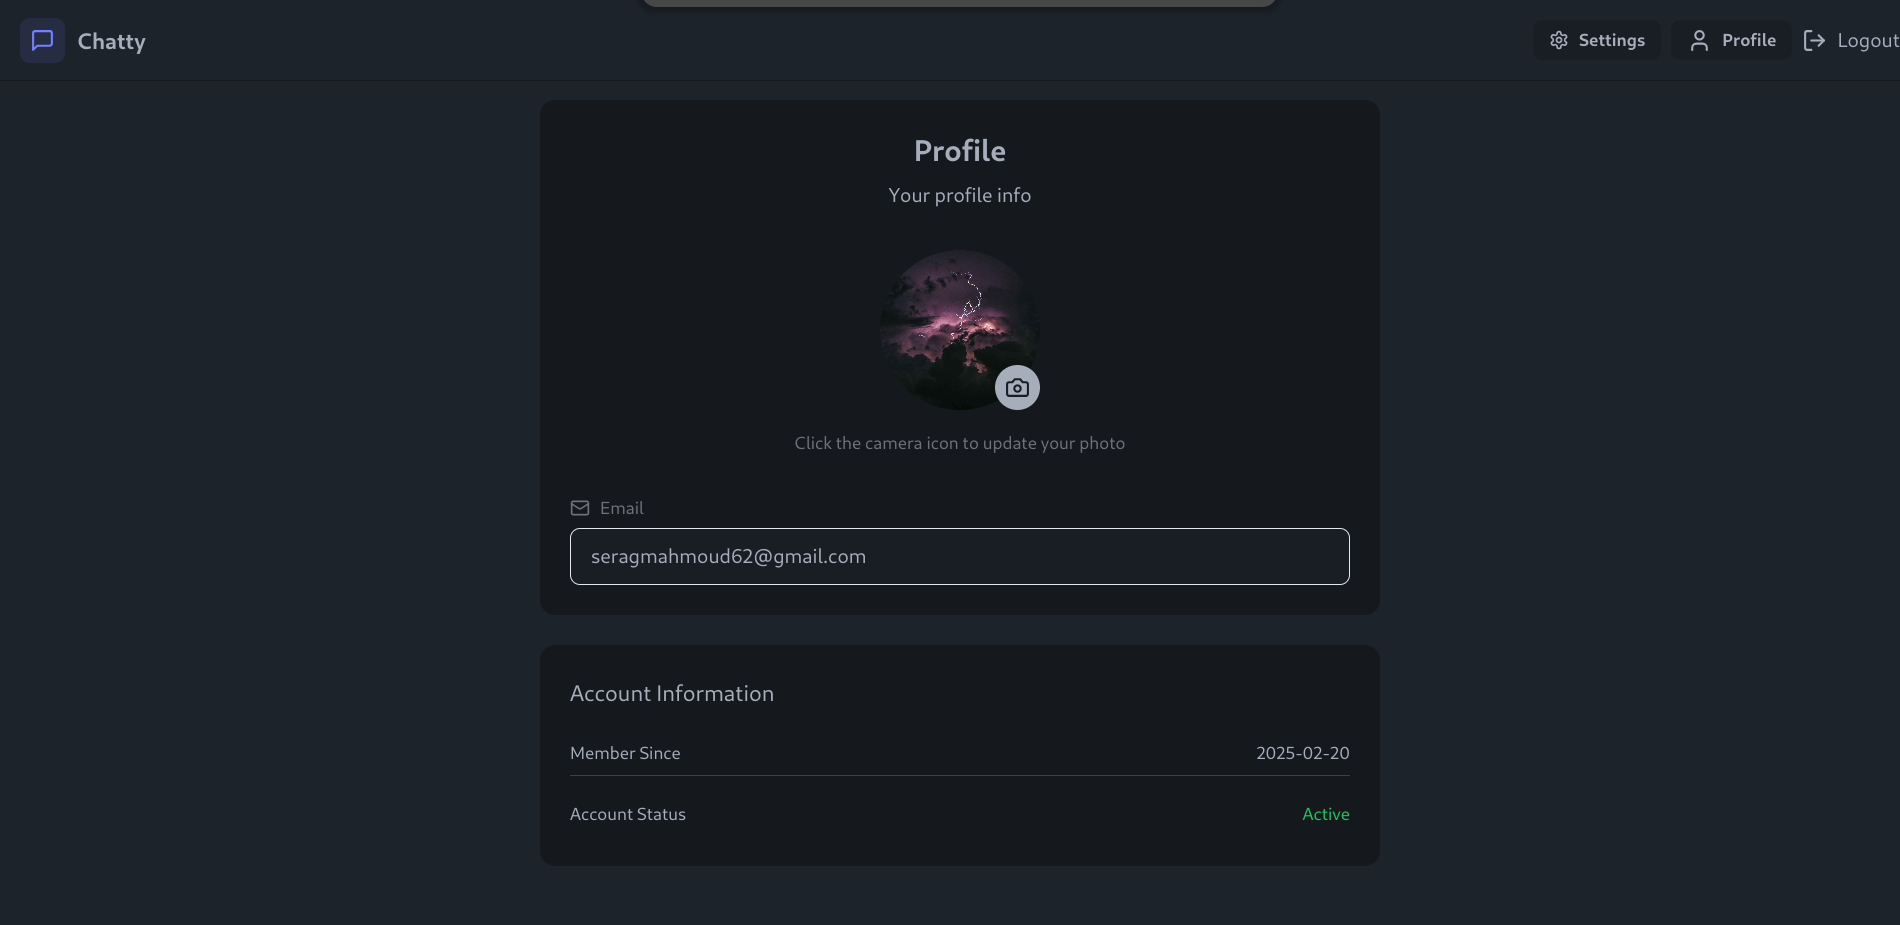 Chatty
Settings
Profile
Logout
Profile
Your profile info
Click the camera icon to update your photo
Email
seragmahmoud62@gmail.com
Account Information
Member Since 2025-02-20
Account Status Active